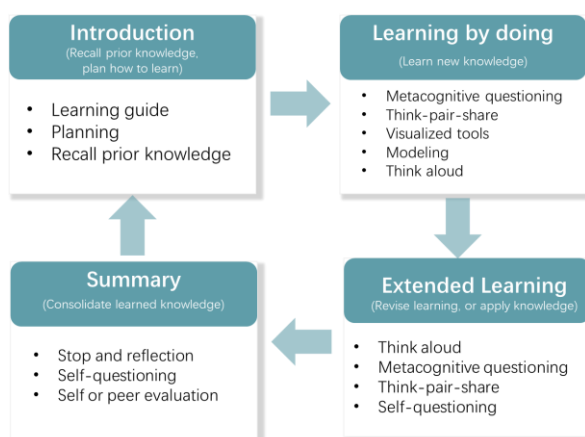 Introduction
(Recall prior knowledge,
plan how to learn)
• Learning guide
• Planning
• Recall prior knowledge
Learning by doing
(Learn new knowledge)
• Metacognitive questioning
• Think-pair-share
• Visualized tools
• Modeling
• Think aloud
Extended Learning
(Revise learning, or apply knowledge)
• Think aloud
• Metacognitive questioning
• Think-pair-share
• Self-questioning
Summary
(Consolidate learned knowledge)
• Stop and reflection
• Self-questioning
• Self or peer evaluation